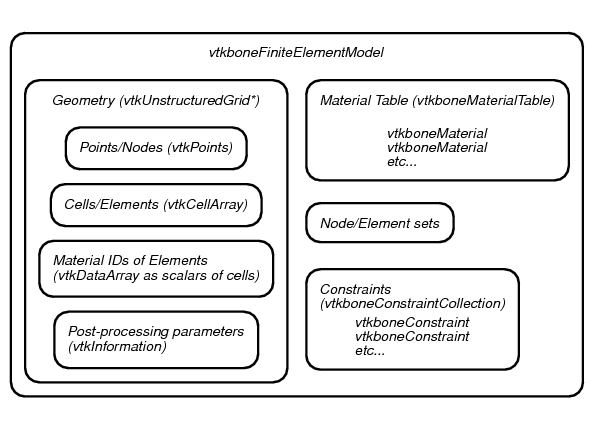 vtkboneFiniteElementModel
Geometry (vtkUnstructuredGrid*)
Points/Nodes (vtkPoints)
Cells/Elements (vtkCellArray)
Material IDs of Elements
(vtkDataArray as scalars of cells)
Post-processing parameters
(vtkInformation)
Material Table (vtkboneMaterialTable)
vtkboneMaterial
vtkboneMaterial
etc...
Node/Element sets
Constraints
(vtkboneConstraintCollection)
vtkboneConstraint
vtkboneConstraint
etc...